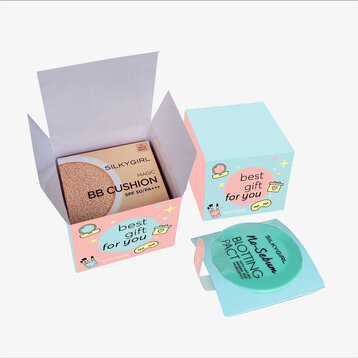 SILKYGIRL
MAGIC
BB CUSHION
SPF 50/PA+++
best
gift
for you
best
gift
for you
SILKYGIRL
No-Sebum
BLOTTING
PACT